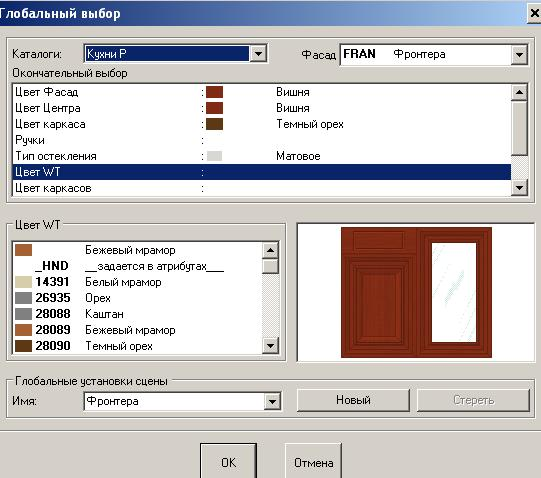 Глобальный выбор
Каталоги: Кухни Р Фасад FRAN Фронтера
Окончательный выбор
Цвет Фасад : Вишня
Цвет Центра : Вишня
Цвет каркаса : Темный орех
Ручки :
Тип остекления : Матовое
Цвет WT :
Цвет каркасов :
Цвет WT
Бежевый мрамор
_HND __задается в атрибутах___
14391 Белый мрамор
26935 Орех
28088 Каштан
28089 Бежевый мрамор
28090 Темный орех
Глобальные установки сцены
Имя: Фронтера Новый Стереть
OK Отмена